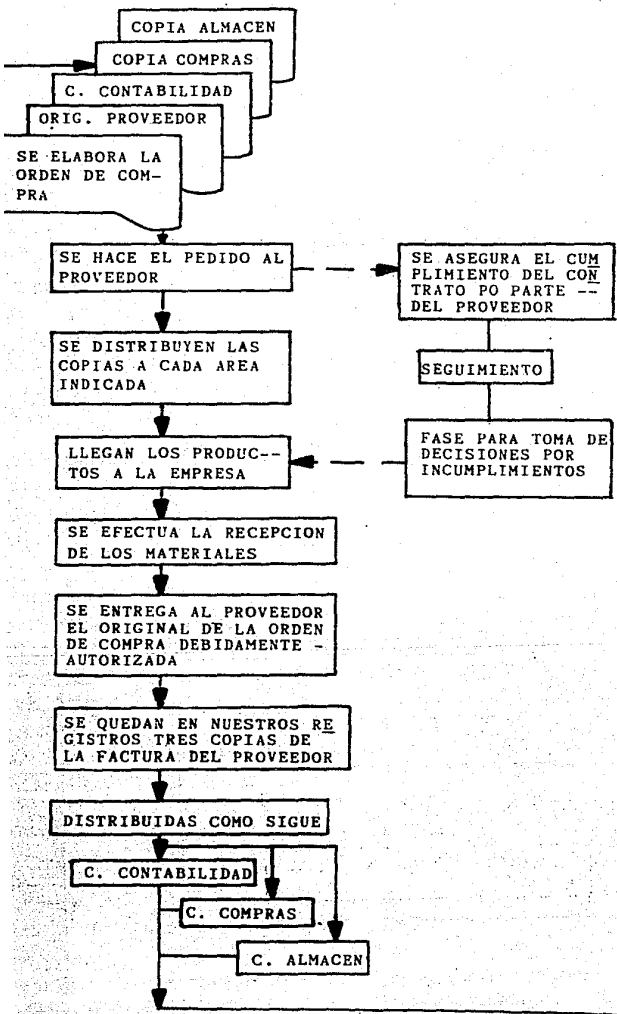 COPIA ALMACEN
COPIA COMPRAS
C. CONTABILIDAD
ORIG. PROVEEDOR
SE ELABORA LA
ORDEN DE COM-
PRA
SE HACE EL PEDIDO AL
PROVEEDOR
SE ASEGURA EL CUM
PLIMIENTO DEL CON
TRATO PO PARTE --
DEL PROVEEDOR
SE DISTRIBUYEN LAS
COPIAS A CADA AREA
INDICADA
SEGUIMIENTO
LLEGAN LOS PRODUC--
TOS A LA EMPRESA
FASE PARA TOMA DE
DECISIONES POR
INCUMPLIMIENTOS
SE EFECTUA LA RECEPCION
DE LOS MATERIALES
SE ENTREGA AL PROVEEDOR
EL ORIGINAL DE LA ORDEN
DE COMPRA DEBIDAMENTE -
AUTORIZADA
SE QUEDAN EN NUESTROS RE
GISTROS TRES COPIAS DE
LA FACTURA DEL PROVEEDOR
DISTRIBUIDAS COMO SIGUE
C. CONTABILIDAD
C. COMPRAS
C. ALMACEN